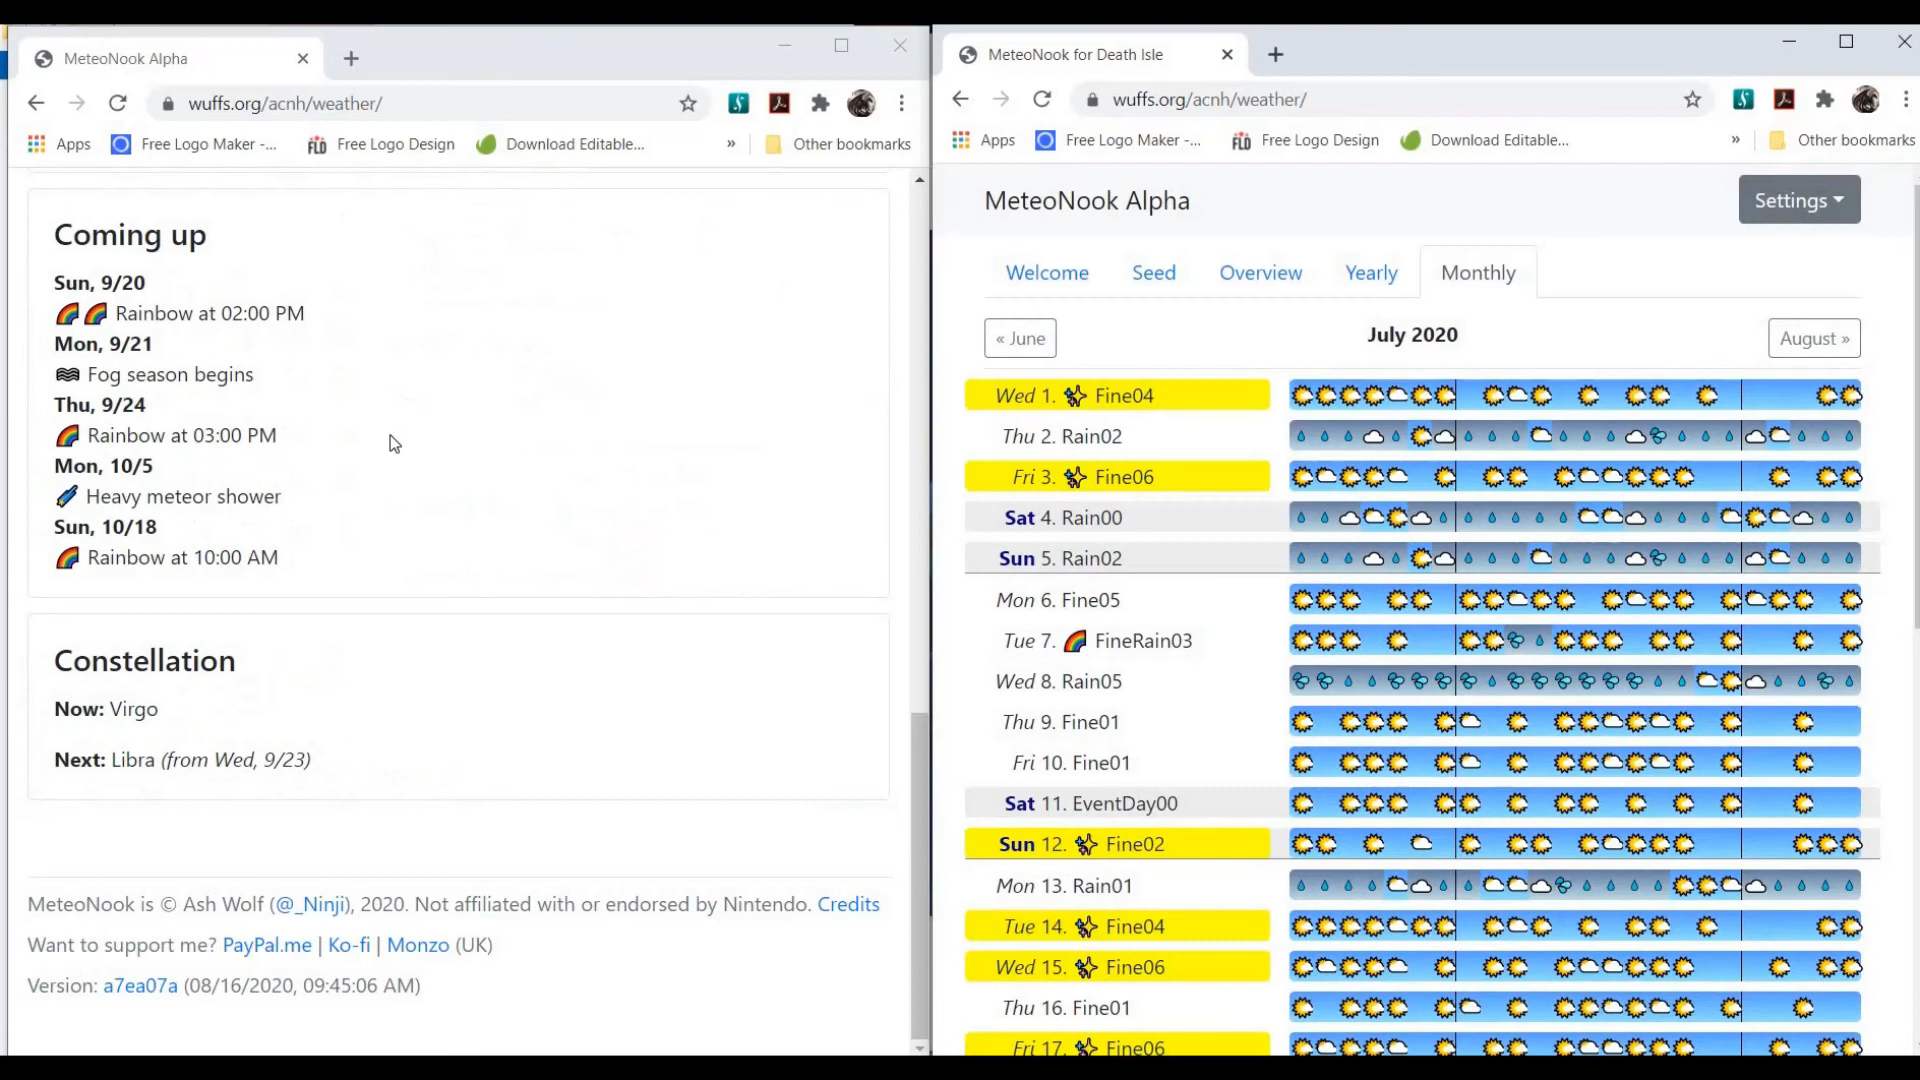 MeteoNook Alpha
wuffs.org/acnh/weather/
Apps Free Logo Maker -... FLD Free Logo Design Download Editable... » Other bookmarks
Coming up
Sun, 9/20
Rainbow at 02:00 PM
Mon, 9/21
Fog season begins
Thu, 9/24
Rainbow at 03:00 PM
Mon, 10/5
Heavy meteor shower
Sun, 10/18
Rainbow at 10:00 AM
Constellation
Now: Virgo
Next: Libra (from Wed, 9/23)
MeteoNook is © Ash Wolf (@_Ninji), 2020. Not affiliated with or endorsed by Nintendo. Credits
Want to support me? PayPal.me | Ko-fi | Monzo (UK)
Version: a7ea07a (08/16/2020, 09:45:06 AM)
MeteoNook for Death Isle
wuffs.org/acnh/weather/
Apps Free Logo Maker -... FLD Free Logo Design Download Editable... » Other bookmarks
MeteoNook Alpha Settings
Welcome Seed Overview Yearly Monthly
« June July 2020 August »
Wed 1. Fine04
Thu 2. Rain02
Fri 3. Fine06
Sat 4. Rain00
Sun 5. Rain02
Mon 6. Fine05
Tue 7. FineRain03
Wed 8. Rain05
Thu 9. Fine01
Fri 10. Fine01
Sat 11. EventDay00
Sun 12. Fine02
Mon 13. Rain01
Tue 14. Fine04
Wed 15. Fine06
Thu 16. Fine01
Fri 17. Fine06